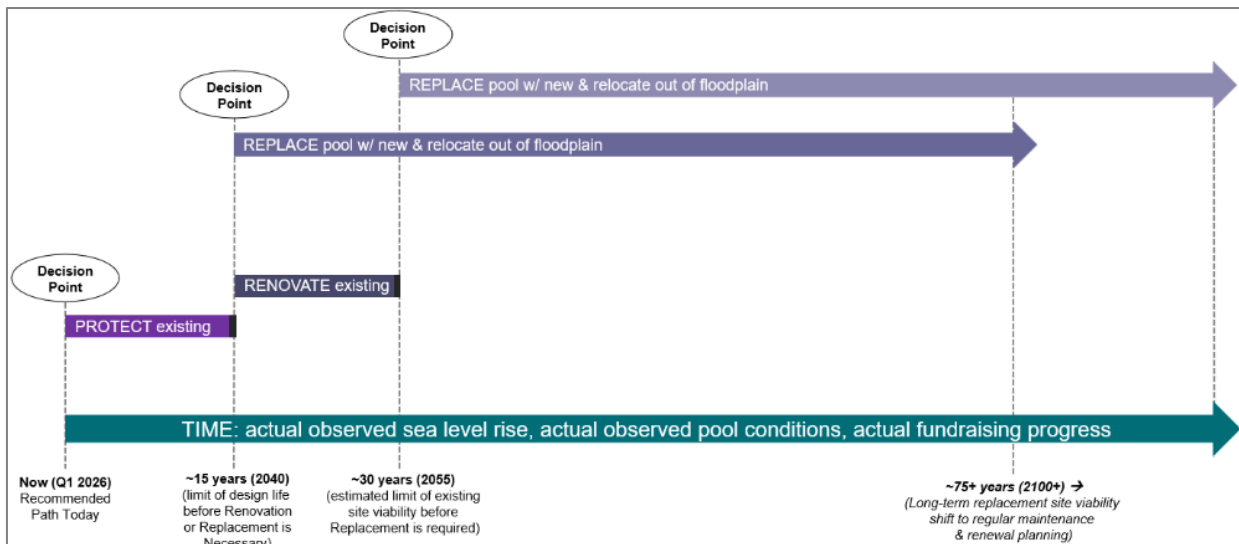 Decision
Point
REPLACE pool w/ new & relocate out of floodplain
Decision
Point
REPLACE pool w/ new & relocate out of floodplain
Decision
Point
RENOVATE existing
PROTECT existing
TIME: actual observed sea level rise, actual observed pool conditions, actual fundraising progress
Now (Q1 2026)
Recommended
Path Today
~15 years (2040)
(limit of design life
before Renovation
or Replacement is
Necessary)
~30 years (2055)
(estimated limit of existing
site viability before
Replacement is required)
~75+ years (2100+) →
(Long-term replacement site viability
shift to regular maintenance
& renewal planning)